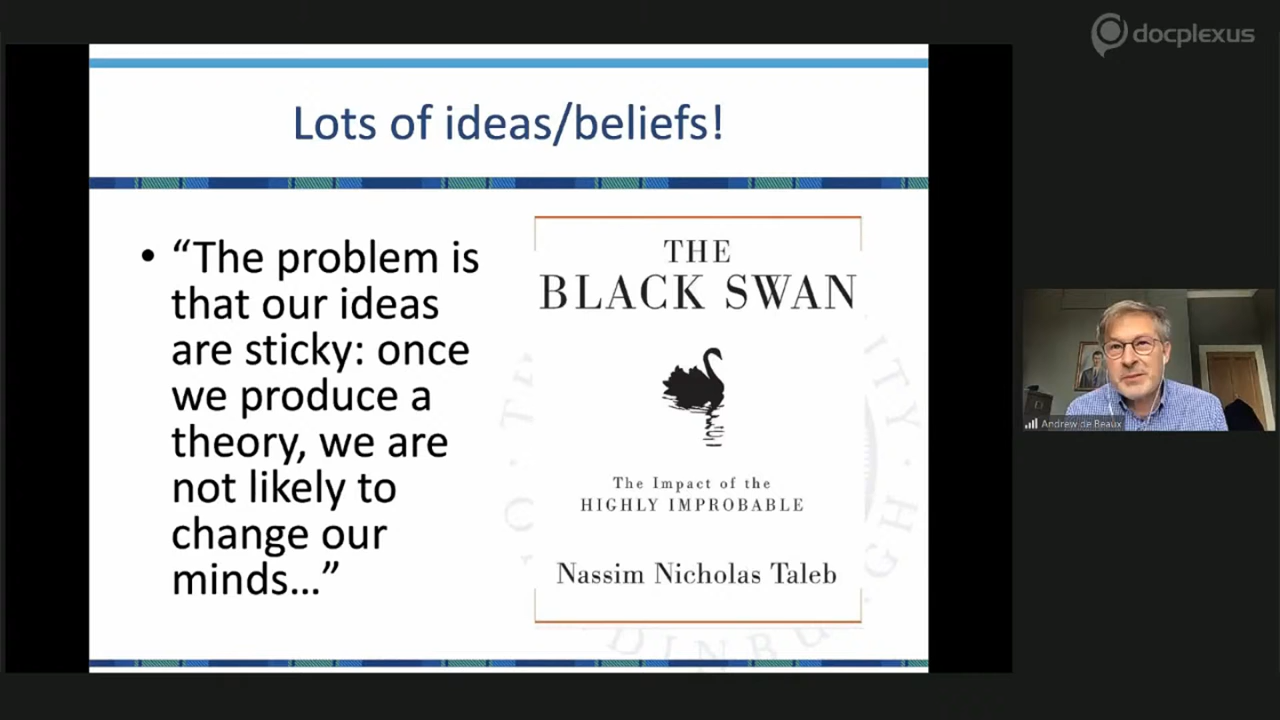 docplexus
Lots of ideas/beliefs!
• “The problem is
that our ideas
are sticky: once
we produce a
theory, we are
not likely to
change our
minds…”
THE
BLACK SWAN
The Impact of the
HIGHLY IMPROBABLE
Nassim Nicholas Taleb
Andrew de Beaux